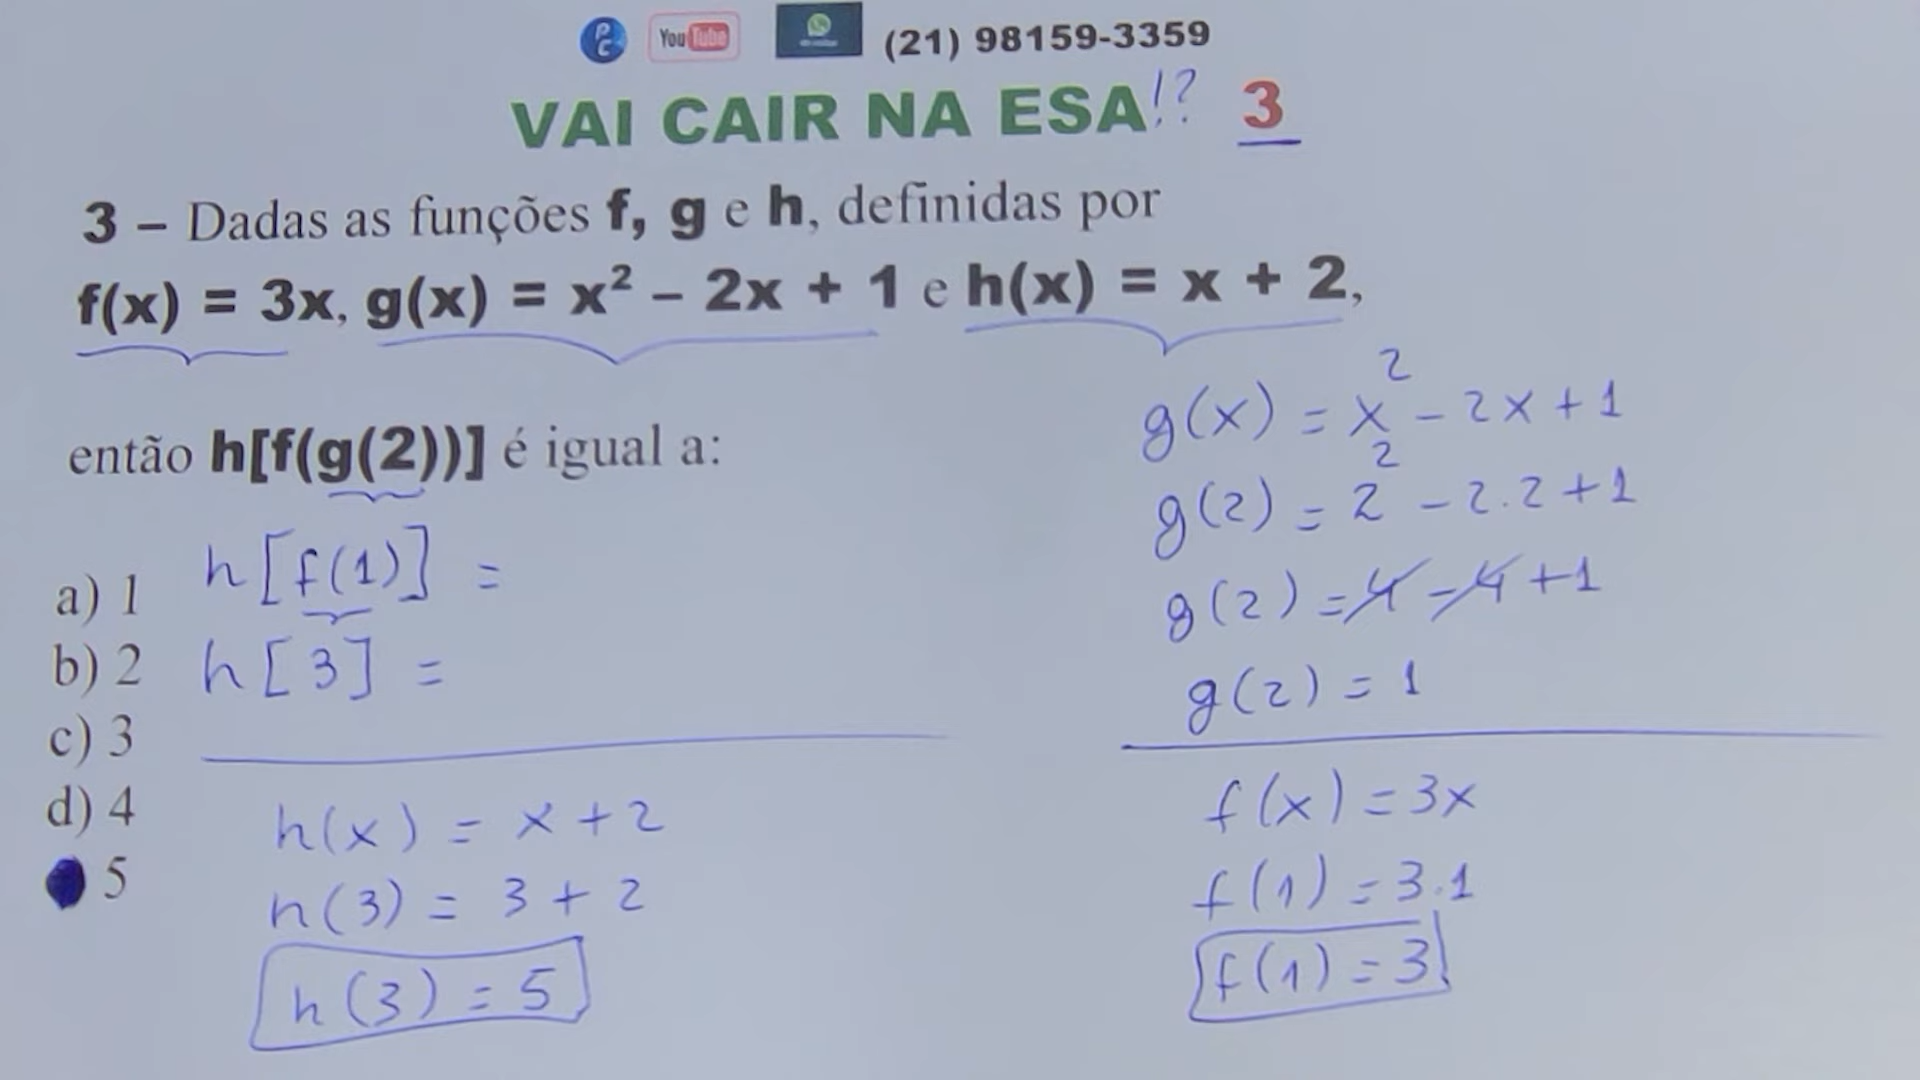 YouTube (21) 98159-3359
VAI CAIR NA ESA!? 3
3 – Dadas as funções f, g e h, definidas por
f(x) = 3x, g(x) = x² – 2x + 1 e h(x) = x + 2,
então h[f(g(2))] é igual a:
a) 1
b) 2
c) 3
d) 4
5
h[f(1)] =
h[3] =
h(x) = x + 2
h(3) = 3 + 2
h(3) = 5
g(x) = x² - 2x + 1
g(2) = 2² - 2.2 + 1
g(2) = 4 - 4 + 1
g(2) = 1
f(x) = 3x
f(1) = 3.1
f(1) = 3